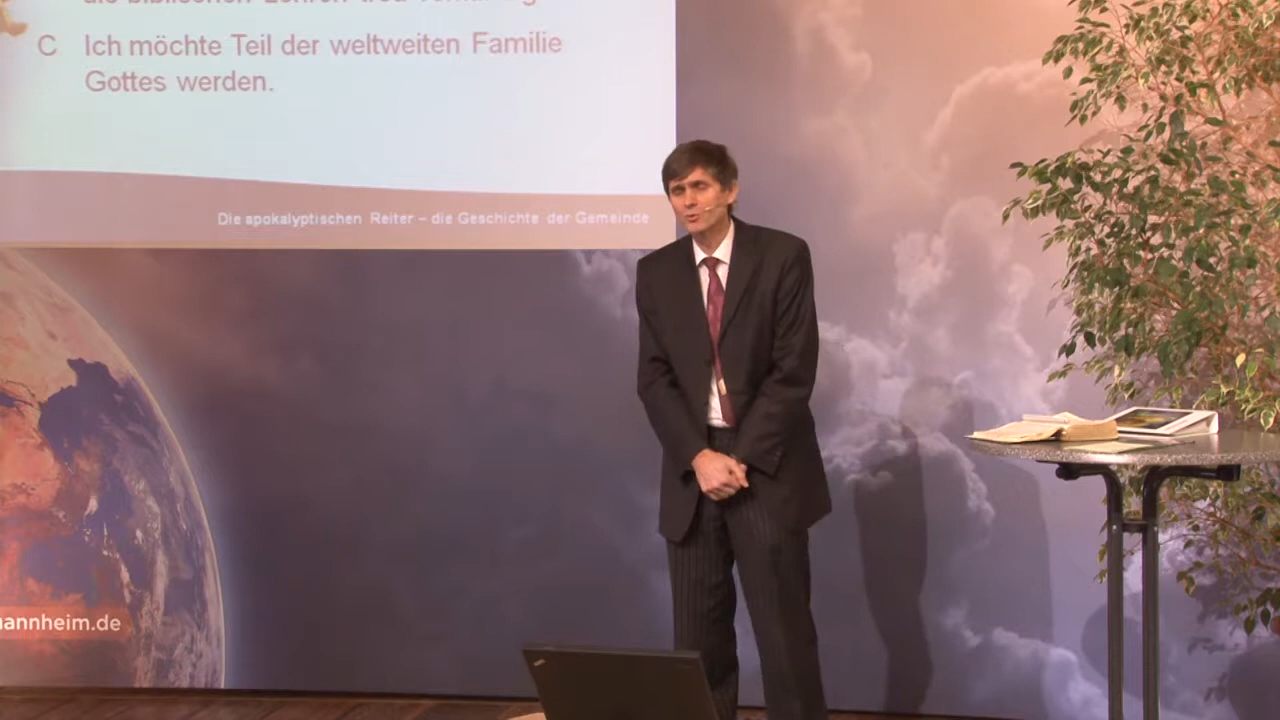 C Ich möchte Teil der weltweiten Familie
Gottes werden.
Die apokalyptischen Reiter – die Geschichte der Gemeinde
annheim.de